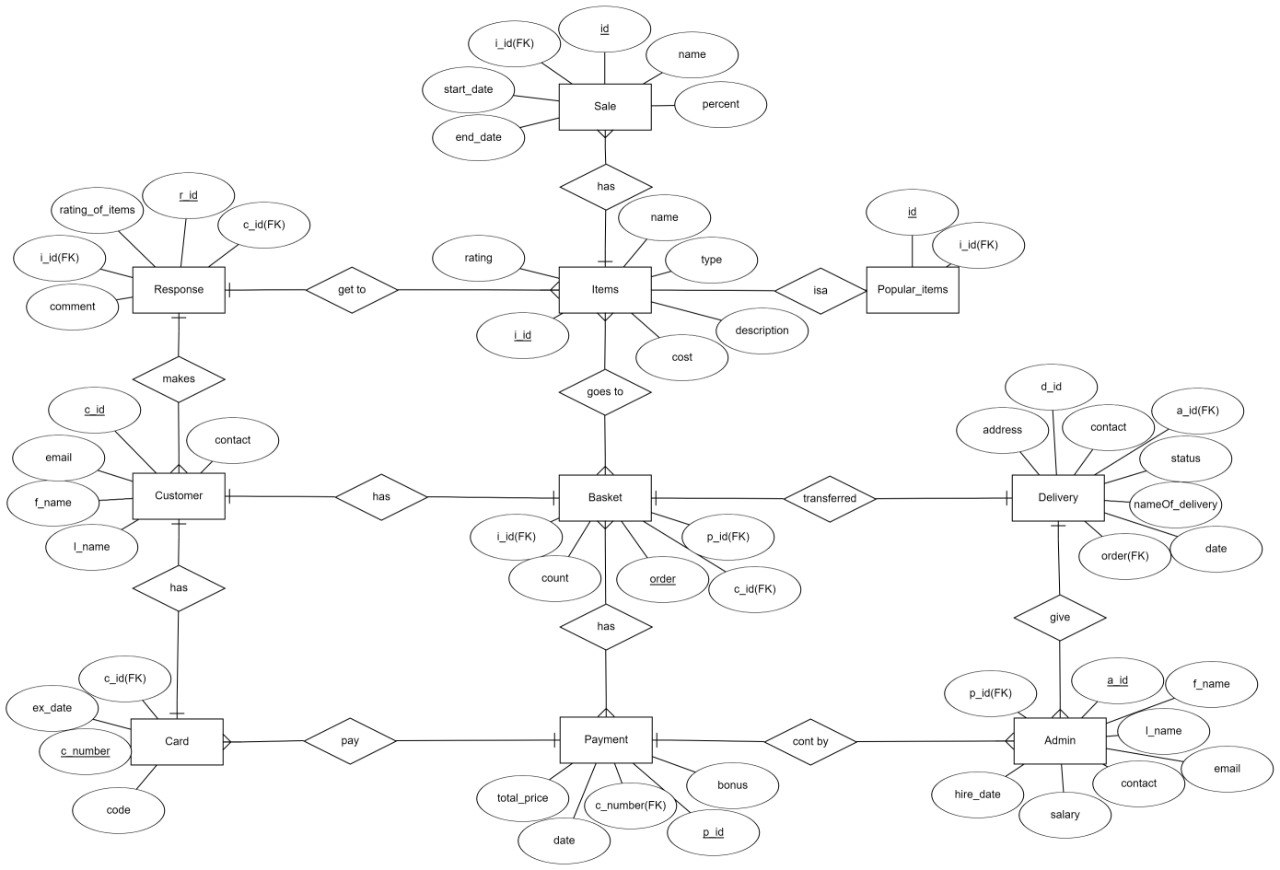 id
i_id(FK)
name
start_date
percent
Sale
end_date
has
r_id
rating_of_items
c_id(FK)
name
id
i_id(FK)
rating
type
i_id(FK)
Response
get to
Items
isa
Popular_items
comment
i_id
description
cost
makes
goes to
d_id
c_id
a_id(FK)
address
contact
contact
email
status
Customer
has
Basket
transferred
Delivery
f_name
nameOf_delivery
i_id(FK)
p_id(FK)
l_name
date
order(FK)
count
order
c_id(FK)
has
has
give
c_id(FK)
p_id(FK)
a_id
f_name
ex_date
l_name
Card
pay
Payment
cont by
Admin
c_number
email
contact
bonus
total_price
c_number(FK)
hire_date
code
salary
date
p_id